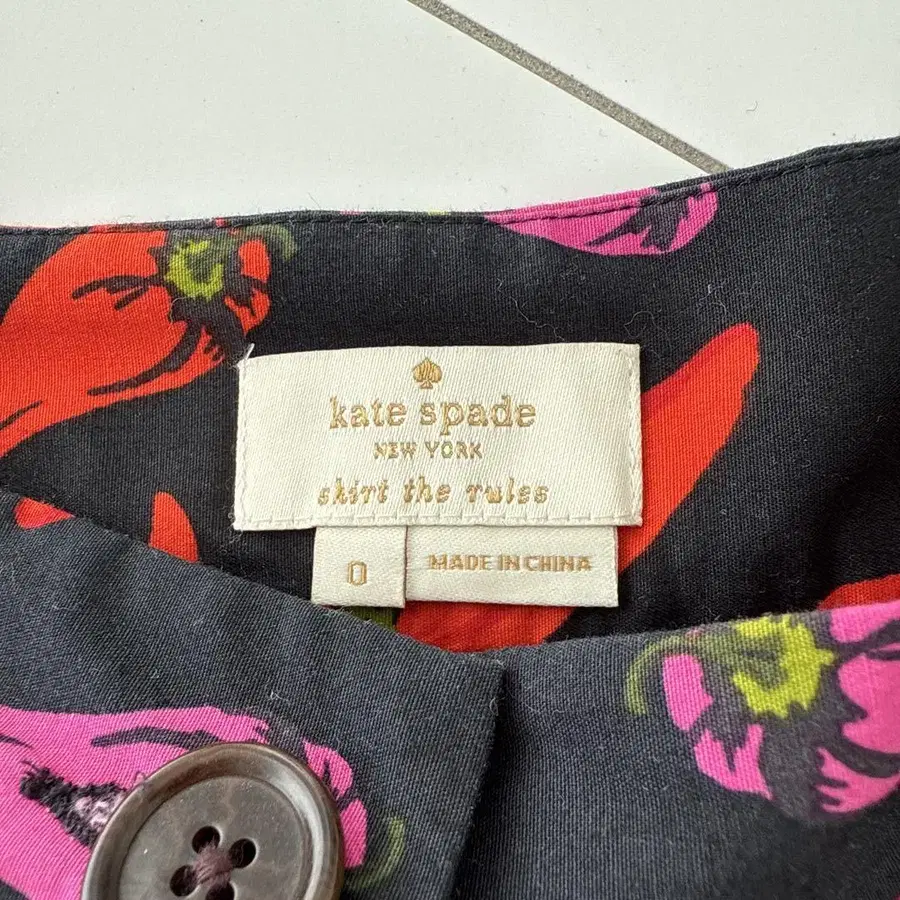 kate spade
NEW YORK
skirt the rules
0
MADE IN CHINA